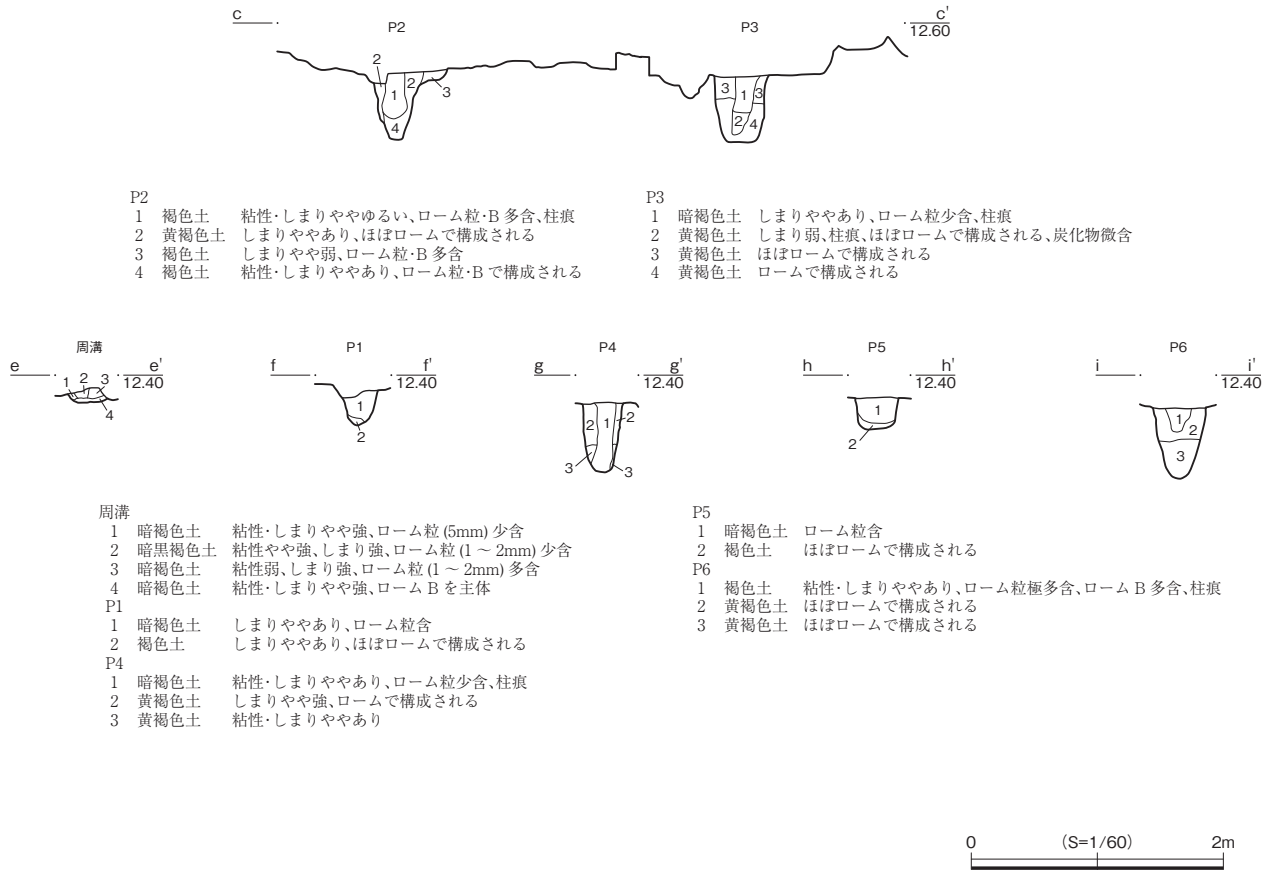 c P2 P3 c'
12.60
2 2 1 3 4 3 1 3 2 4
P2
1 褐色土 粘性・しまりややゆるい、ローム粒・B 多含、柱痕
2 黄褐色土 しまりややあり、ほぼロームで構成される
3 褐色土 しまりやや弱、ローム粒・B 多含
4 褐色土 粘性・しまりややあり、ローム粒・B で構成される
P3
1 暗褐色土 しまりややあり、ローム粒少含、柱痕
2 黄褐色土 しまり弱、柱痕、ほぼロームで構成される、炭化物微含
3 黄褐色土 ほぼロームで構成される
4 黄褐色土 ロームで構成される
e 周溝 e'
12.40
1 2 3 4
f P1 f'
12.40
1
2
g P4 g'
12.40
2 1 2
3 3
h P5 h'
12.40
1
2
i P6 i'
12.40
1 2
3
周溝
1 暗褐色土 粘性・しまりやや強、ローム粒 (5mm) 少含
2 暗黒褐色土 粘性やや強、しまり強、ローム粒 (1 ～ 2mm) 少含
3 暗褐色土 粘性弱、しまり強、ローム粒 (1 ～ 2mm) 多含
4 暗褐色土 粘性・しまりやや強、ローム B を主体
P1
1 暗褐色土 しまりややあり、ローム粒含
2 褐色土 しまりややあり、ほぼロームで構成される
P4
1 暗褐色土 粘性・しまりややあり、ローム粒少含、柱痕
2 黄褐色土 しまりやや強、ロームで構成される
3 黄褐色土 粘性・しまりややあり
P5
1 暗褐色土 ローム粒含
2 褐色土 ほぼロームで構成される
P6
1 褐色土 粘性・しまりややあり、ローム粒極多含、ローム B 多含、柱痕
2 黄褐色土 ほぼロームで構成される
3 黄褐色土 ほぼロームで構成される
0 (S=1/60) 2m